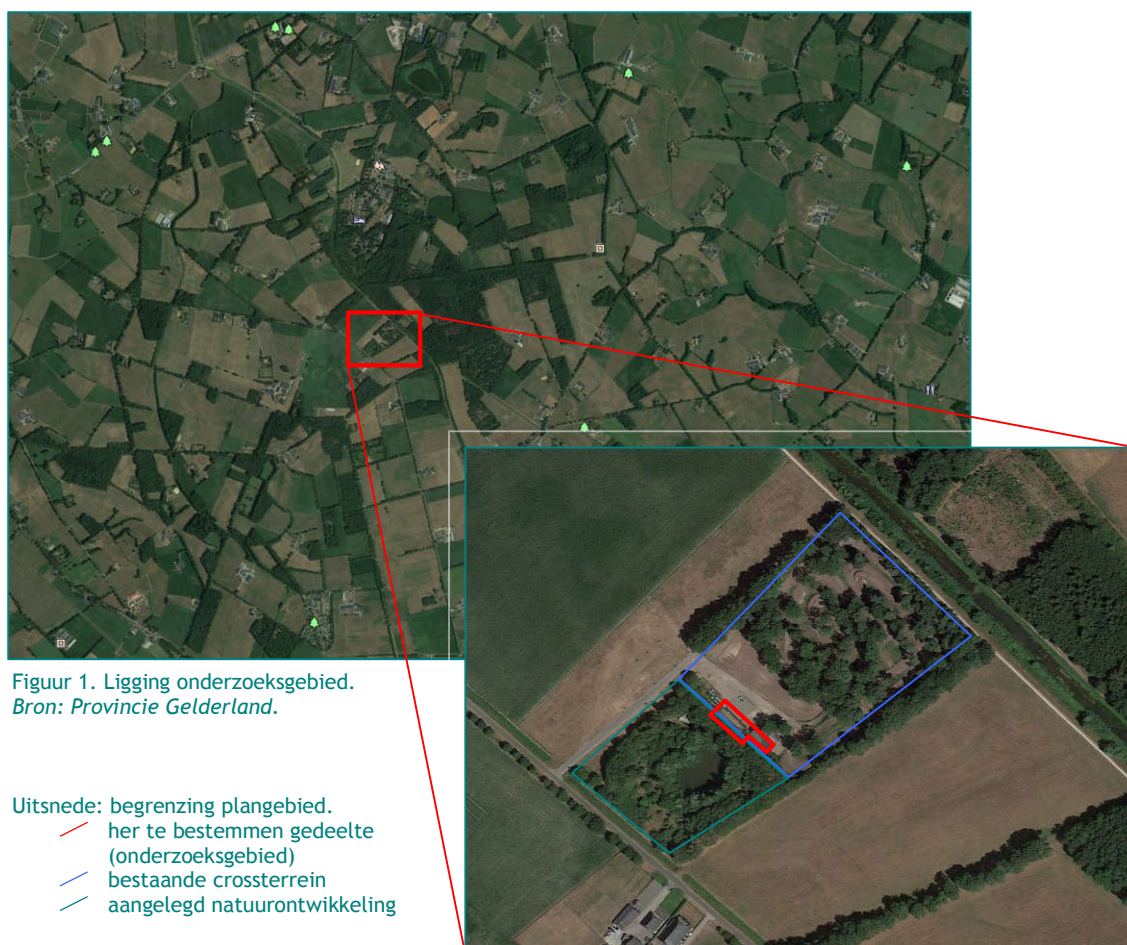 Figuur 1. Ligging onderzoeksgebied.
Bron: Provincie Gelderland.
Uitsnede: begrenzing plangebied.
her te bestemmen gedeelte
(onderzoeksgebied)
bestaande crossterrein
aangelegd natuurontwikkeling